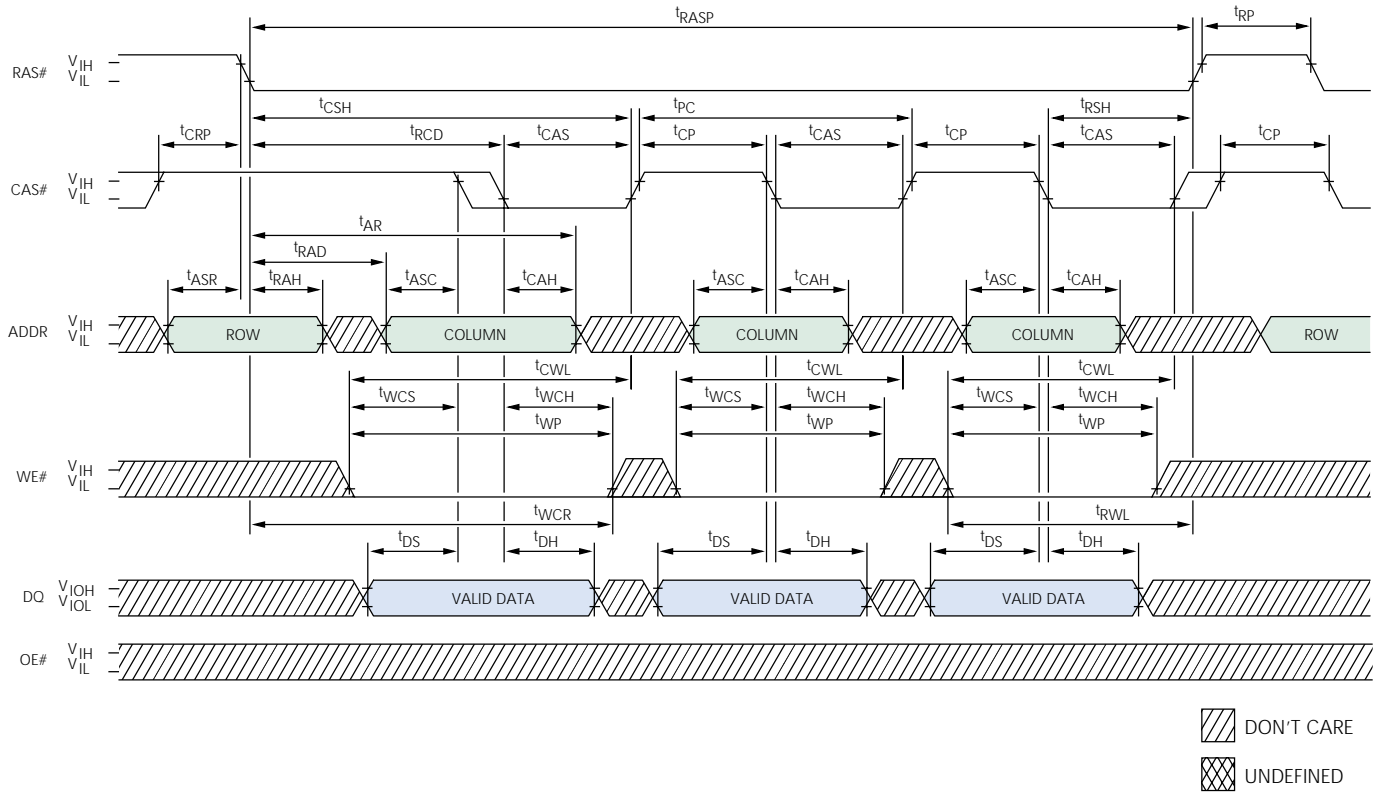 tRASP tRP
RAS# VIH
VIL
tCSH tPC tRSH
tCRP tRCD tCAS tCP tCAS tCP tCAS tCP
CAS# VIH
VIL
tAR
tRAD
tASR tRAH tASC tCAH tASC tCAH tASC tCAH
ADDR VIH
VIL
ROW COLUMN COLUMN COLUMN ROW
tCWL tCWL tCWL
tWCS tWCH tWCS tWCH tWCS tWCH
tWP tWP tWP
WE# VIH
VIL
tWCR tRWL
tDS tDH tDS tDH tDS tDH
DQ VIOH
VIOL
VALID DATA VALID DATA VALID DATA
OE# VIH
VIL
DON'T CARE
UNDEFINED